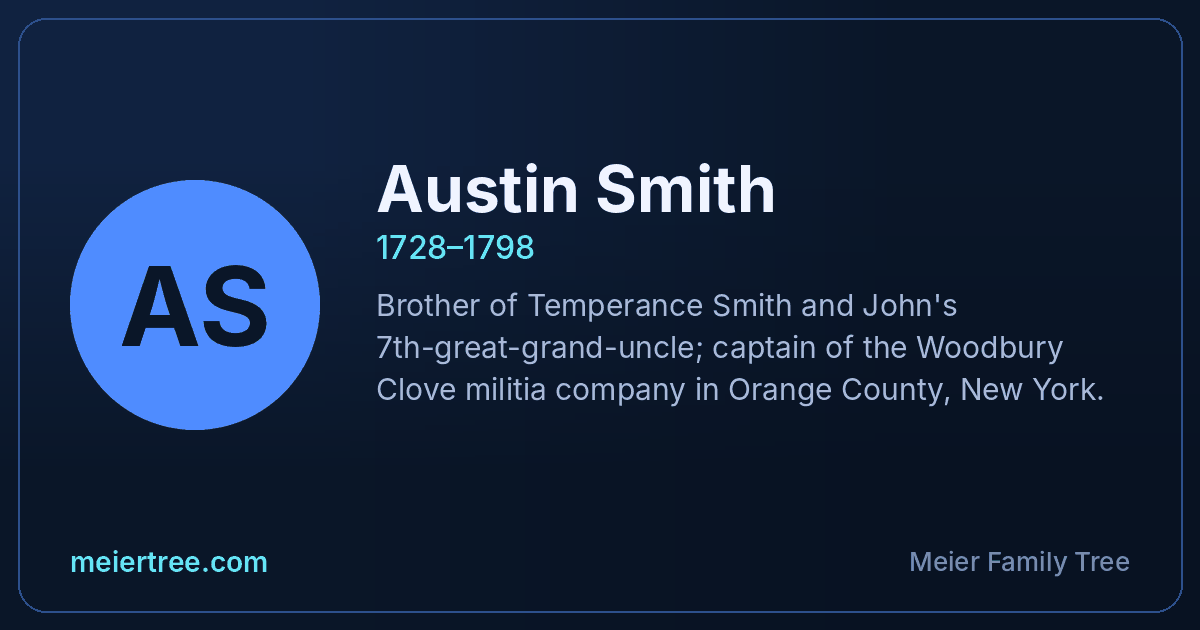 AS
Austin Smith
1728–1798
Brother of Temperance Smith and John's
7th-great-grand-uncle; captain of the Woodbury
Clove militia company in Orange County, New York.
meiertree.com
Meier Family Tree